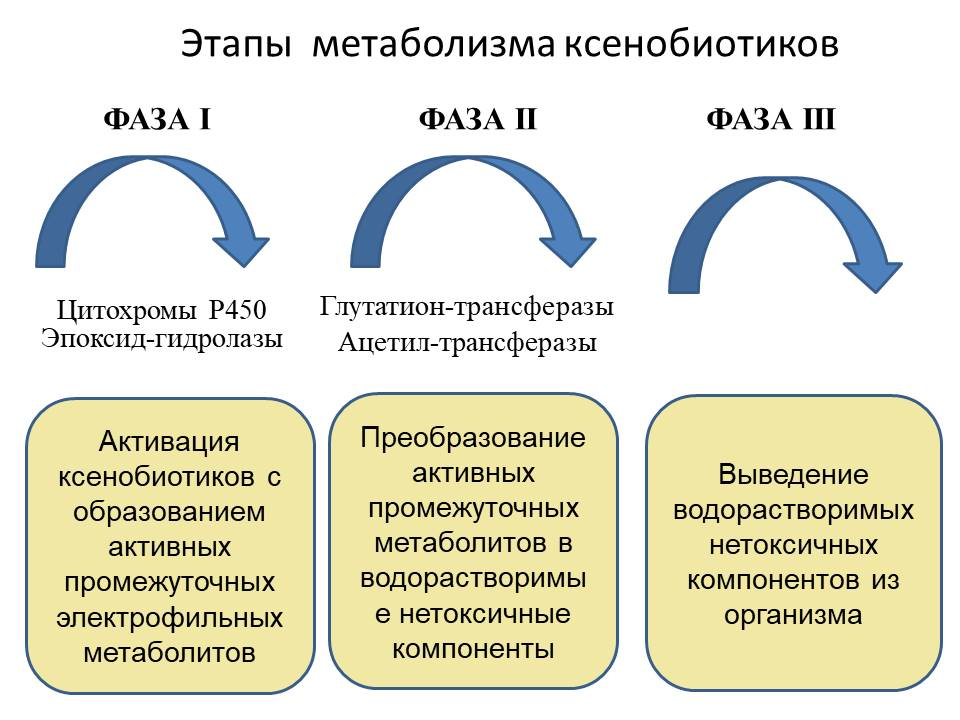 Этапы метаболизма ксенобиотиков
ФАЗА I
ФАЗА II
ФАЗА III
Цитохромы P450
Эпоксид-гидролазы
Глутатион-трансферазы
Ацетил-трансферазы
Активация
ксенобиотиков с
образованием
активных
промежуточных
электрофильных
метаболитов
Преобразование
активных
промежуточных
метаболитов в
водорастворимы
е нетоксичные
компоненты
Выведение
водорастворимых
нетоксичных
компонентов из
организма